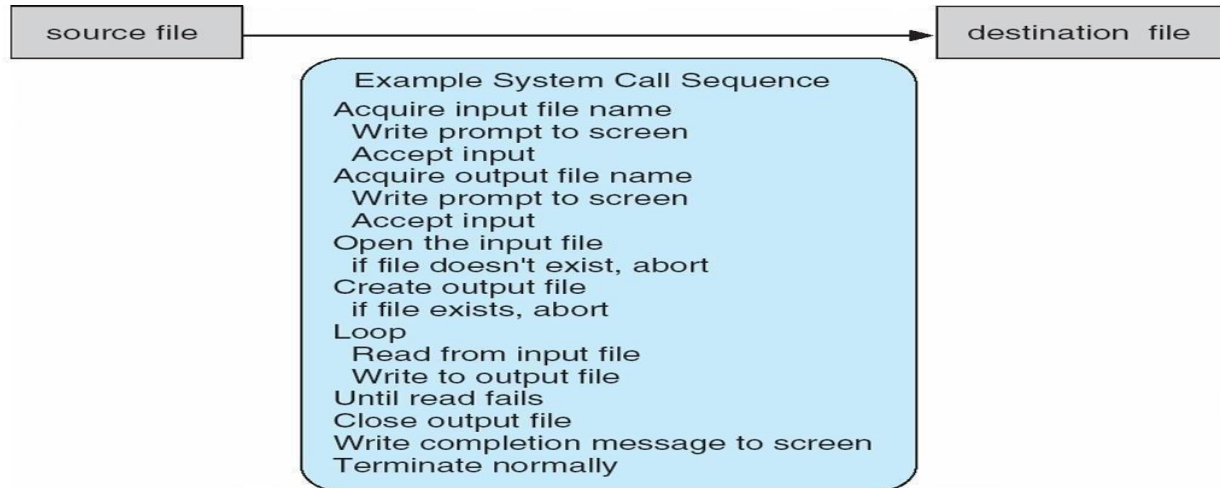 source file
destination file
Example System Call Sequence
Acquire input file name
Write prompt to screen
Accept input
Acquire output file name
Write prompt to screen
Accept input
Open the input file
if file doesn't exist, abort
Create output file
if file exists, abort
Loop
Read from input file
Write to output file
Until read fails
Close output file
Write completion message to screen
Terminate normally